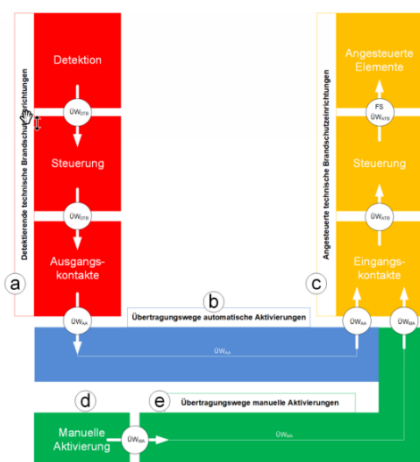 Detektierende technische Brandschutzeinrichtungen
Detektion
ÜW
Steuerung
ÜW
Ausgangs-
kontakte
a
ÜW
Angesteuerte technische Brandschutzeinrichtungen
Angesteuerte
Elemente
FS
ÜW
Steuerung
ÜW
Eingangs-
kontakte
c
ÜW
ÜW
b
Übertragungswege automatische Aktivierungen
ÜW
d
e
Übertragungswege manuelle Aktivierungen
Manuelle
Aktivierung
ÜW
ÜW